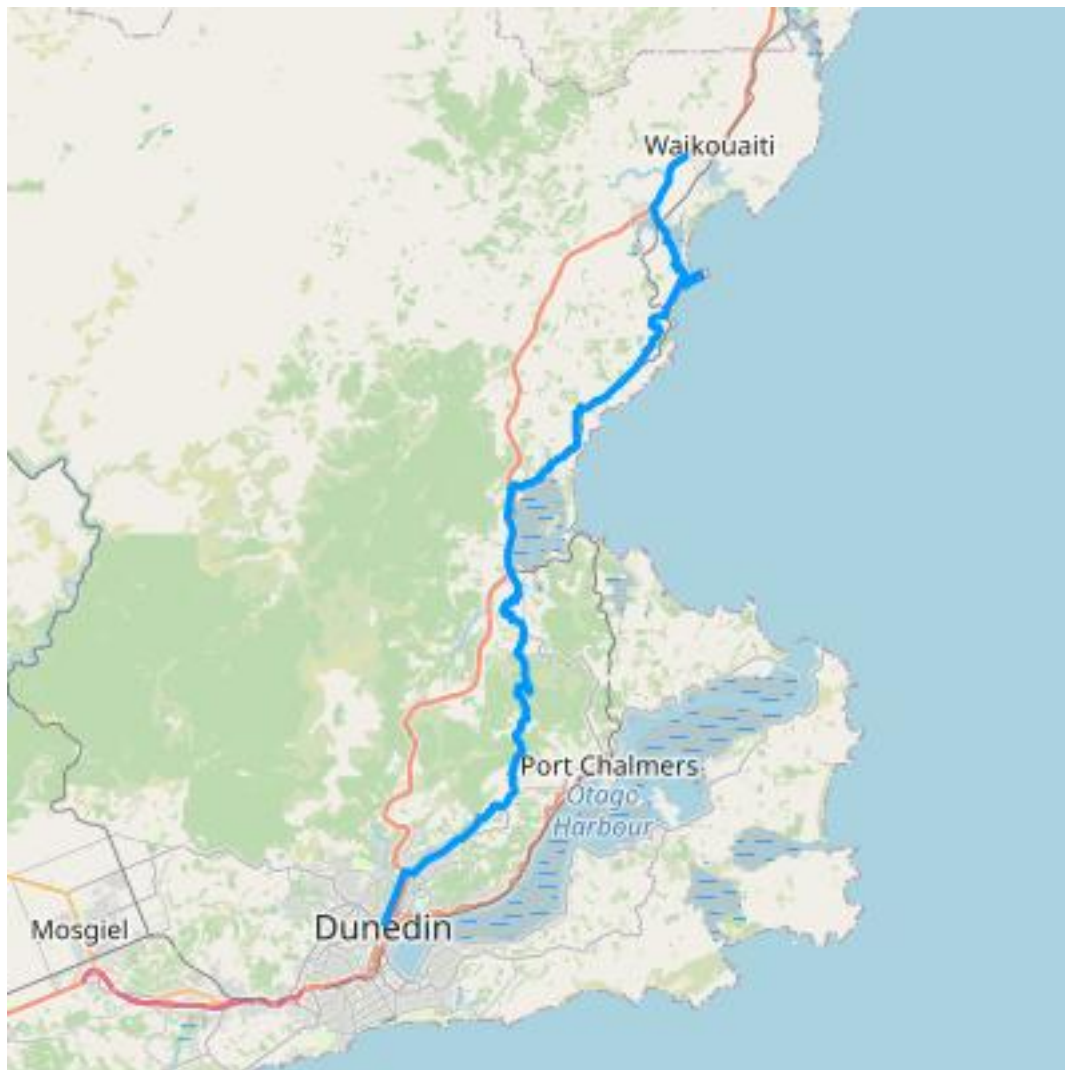 Waikouaiti
Port Chalmers
Otago
Harbour
Mosgiel
Dunedin